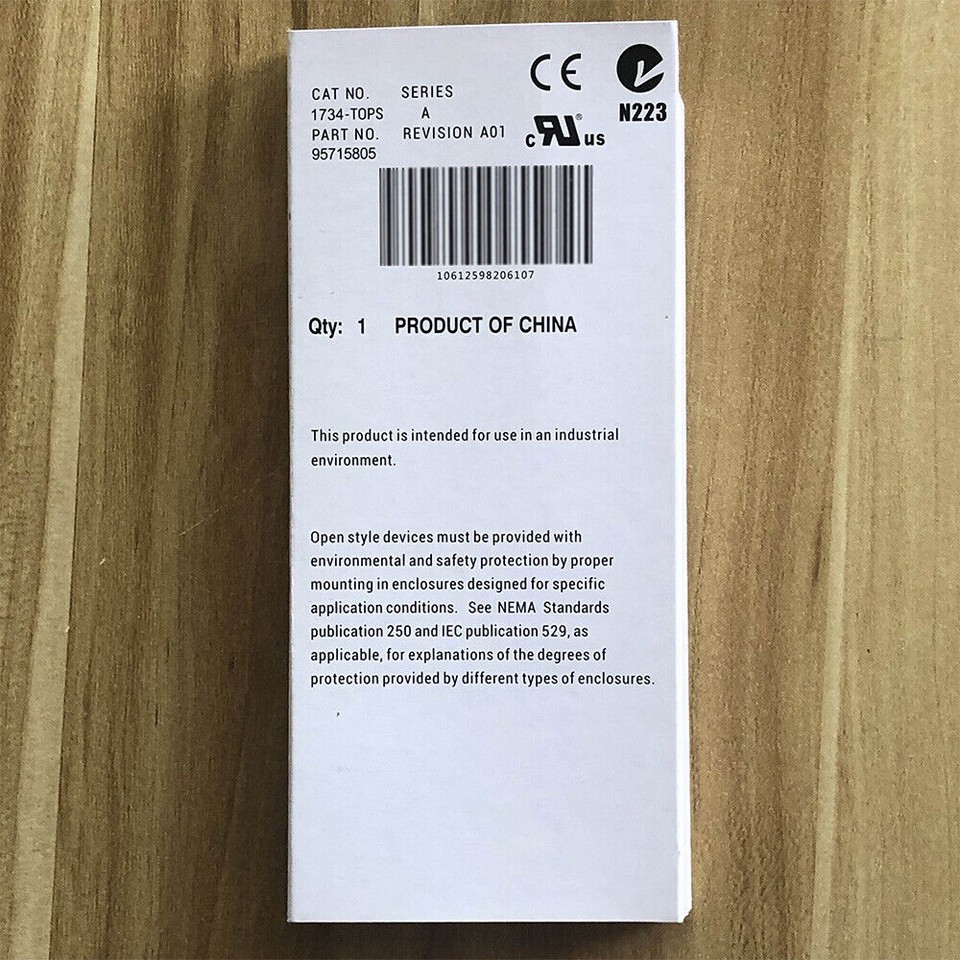 CAT NO. SERIES
1734-TOPS A
PART NO. REVISION A01
95715805
CE
N223
c RU ® us
10612598206107
Qty: 1 PRODUCT OF CHINA
This product is intended for use in an industrial
environment.
Open style devices must be provided with
environmental and safety protection by proper
mounting in enclosures designed for specific
application conditions. See NEMA Standards
publication 250 and IEC publication 529, as
applicable, for explanations of the degrees of
protection provided by different types of enclosures.